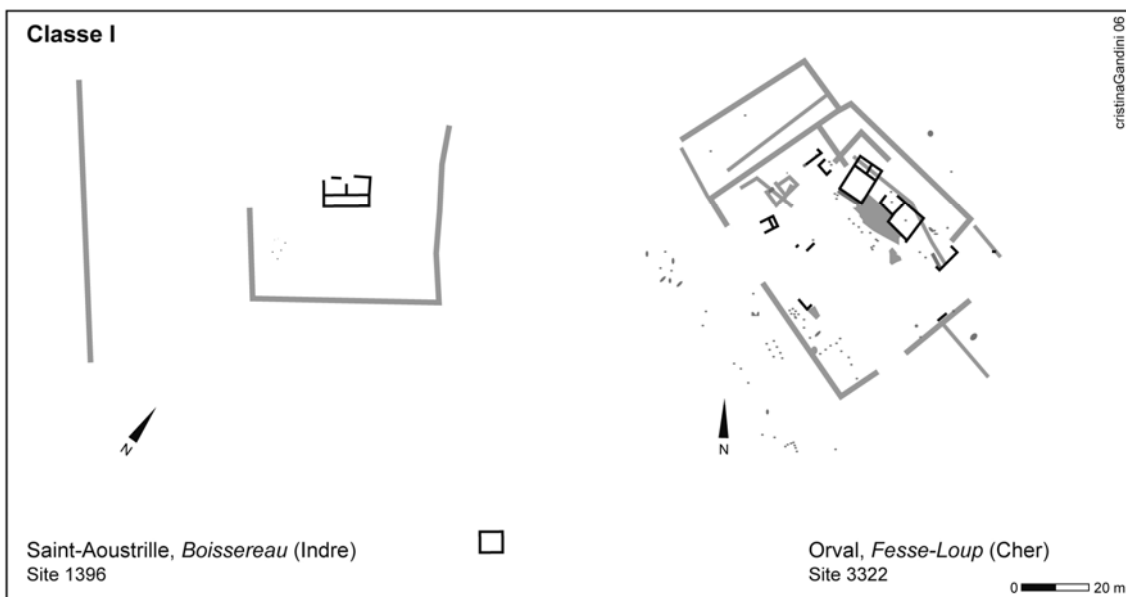 Classe I
cristinaGandini 06
N
N
Saint-Aoustrille, Boissereau (Indre)
Site 1396
Orval, Fesse-Loup (Cher)
Site 3322
0 20 m